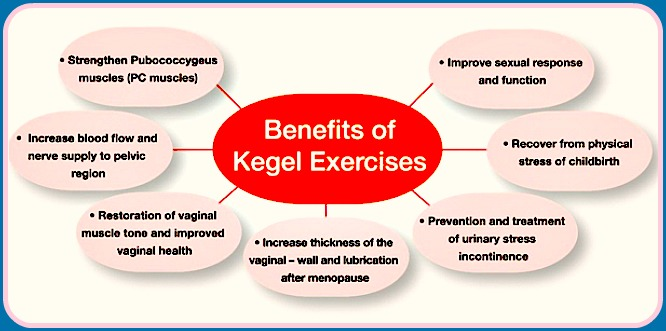 Benefits of
Kegel Exercises
• Strengthen Pubococcygeus
muscles (PC muscles)
• Increase blood flow and
nerve supply to pelvic
region
• Restoration of vaginal
muscle tone and improved
vaginal health
• Increase thickness of the
vaginal – wall and lubrication
after menopause
• Prevention and treatment
of urinary stress
incontinence
• Recover from physical
stress of childbirth
• Improve sexual response
and function